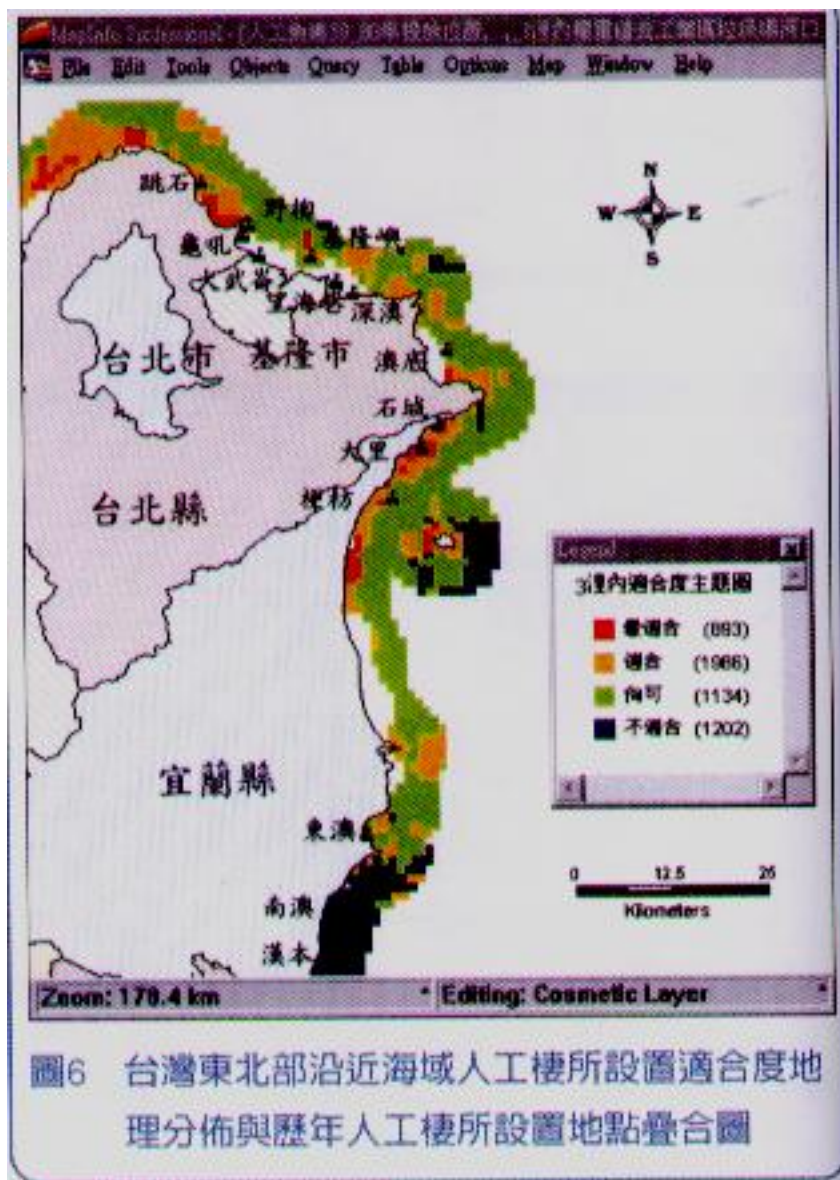 MapInfo Professional
File Edit Tools Objects Query Table Options Map Window Help
N
W E
S
跳石
野柳
基隆嶼
龜吼
大武崙
望海巷
深澳
台北市
基隆市
澳底
石城
大里
台北縣
梗枋
Legend
3浬內適合度主題圖
最適合 (893)
適合 (1986)
尚可 (1134)
不適合 (1202)
宜蘭縣
東澳
南澳
漢本
0 12.5 25
Kilometers
Zoom: 178.4 km
Editing: Cosmetic Layer
圖6 台灣東北部沿近海域人工棲所設置適合度地
理分佈與歷年人工棲所設置地點疊合圖